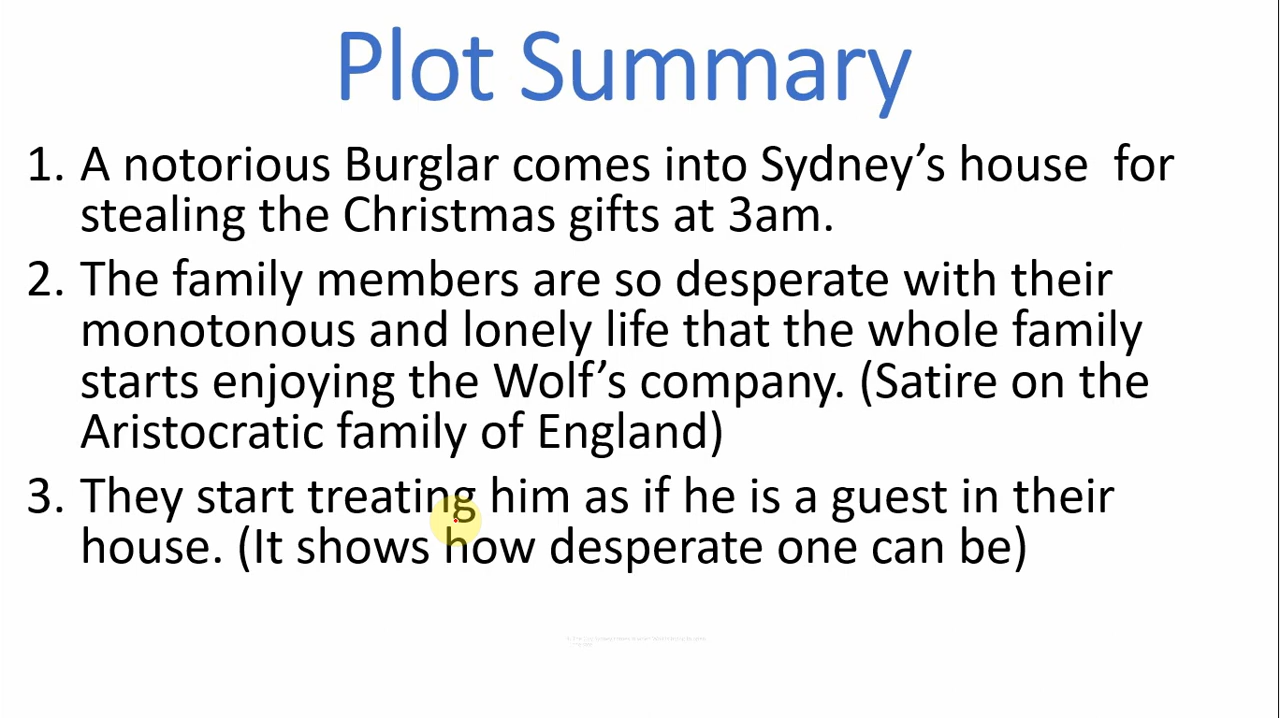 Plot Summary
1. A notorious Burglar comes into Sydney’s house  for
stealing the Christmas gifts at 3am.
2. The family members are so desperate with their
monotonous and lonely life that the whole family
starts enjoying the Wolf’s company. (Satire on the
Aristocratic family of England)
3. They start treating him as if he is a guest in their
house. (It shows how desperate one can be)